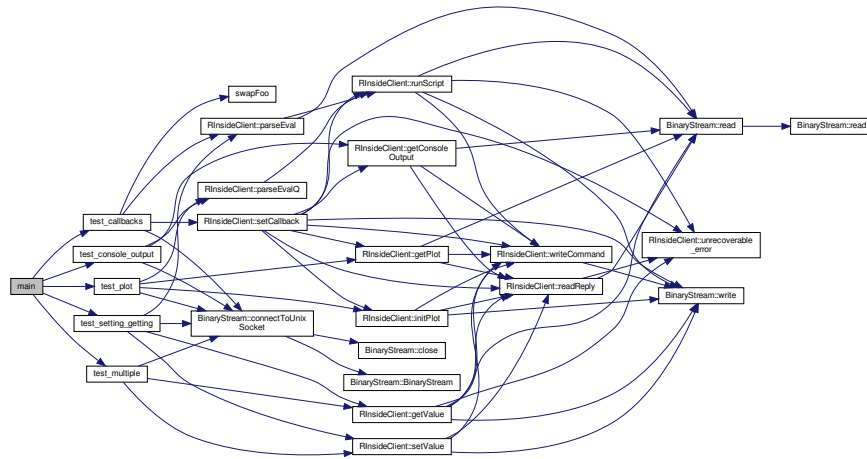 main
test_callbacks
test_console_output
test_plot
test_setting_getting
test_multiple
swapFoo
RInsideClient::parseEval
RInsideClient::parseEvalQ
RInsideClient::setCallback
BinaryStream::connectToUnix
Socket
RInsideClient::runScript
RInsideClient::getConsole
Output
RInsideClient::getPlot
RInsideClient::initPlot
BinaryStream::close
BinaryStream::BinaryStream
RInsideClient::getValue
RInsideClient::setValue
RInsideClient::writeCommand
RInsideClient::readReply
BinaryStream::read
RInsideClient::unrecoverable
_error
BinaryStream::write
BinaryStream::read